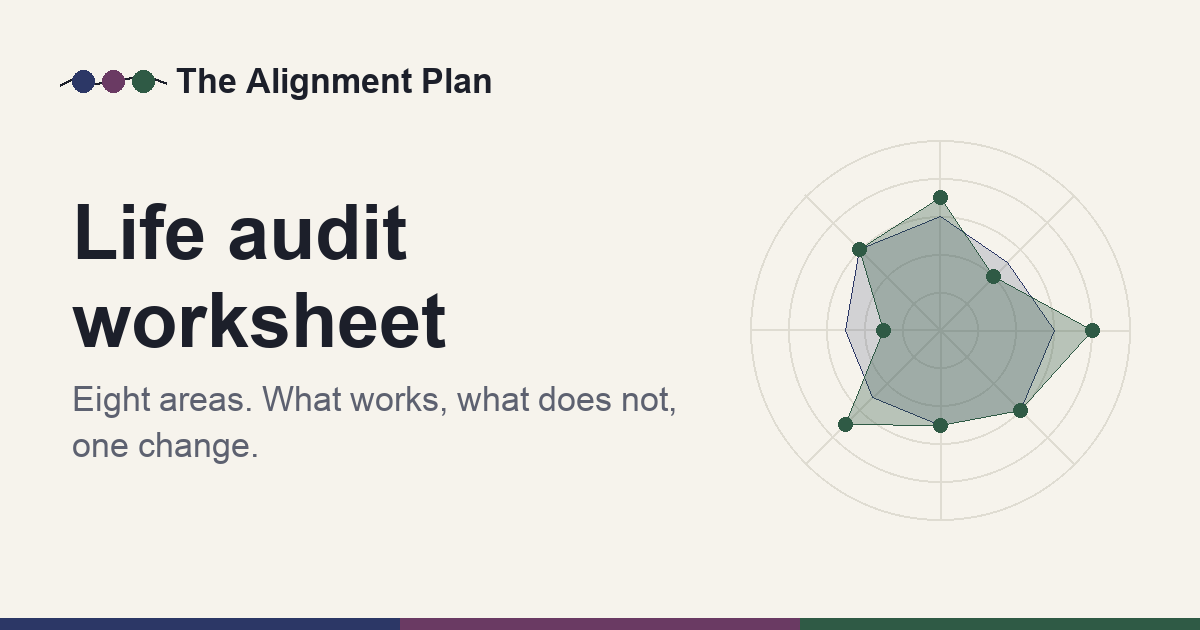 The Alignment Plan
Life audit
worksheet
Eight areas. What works, what does not,
one change.